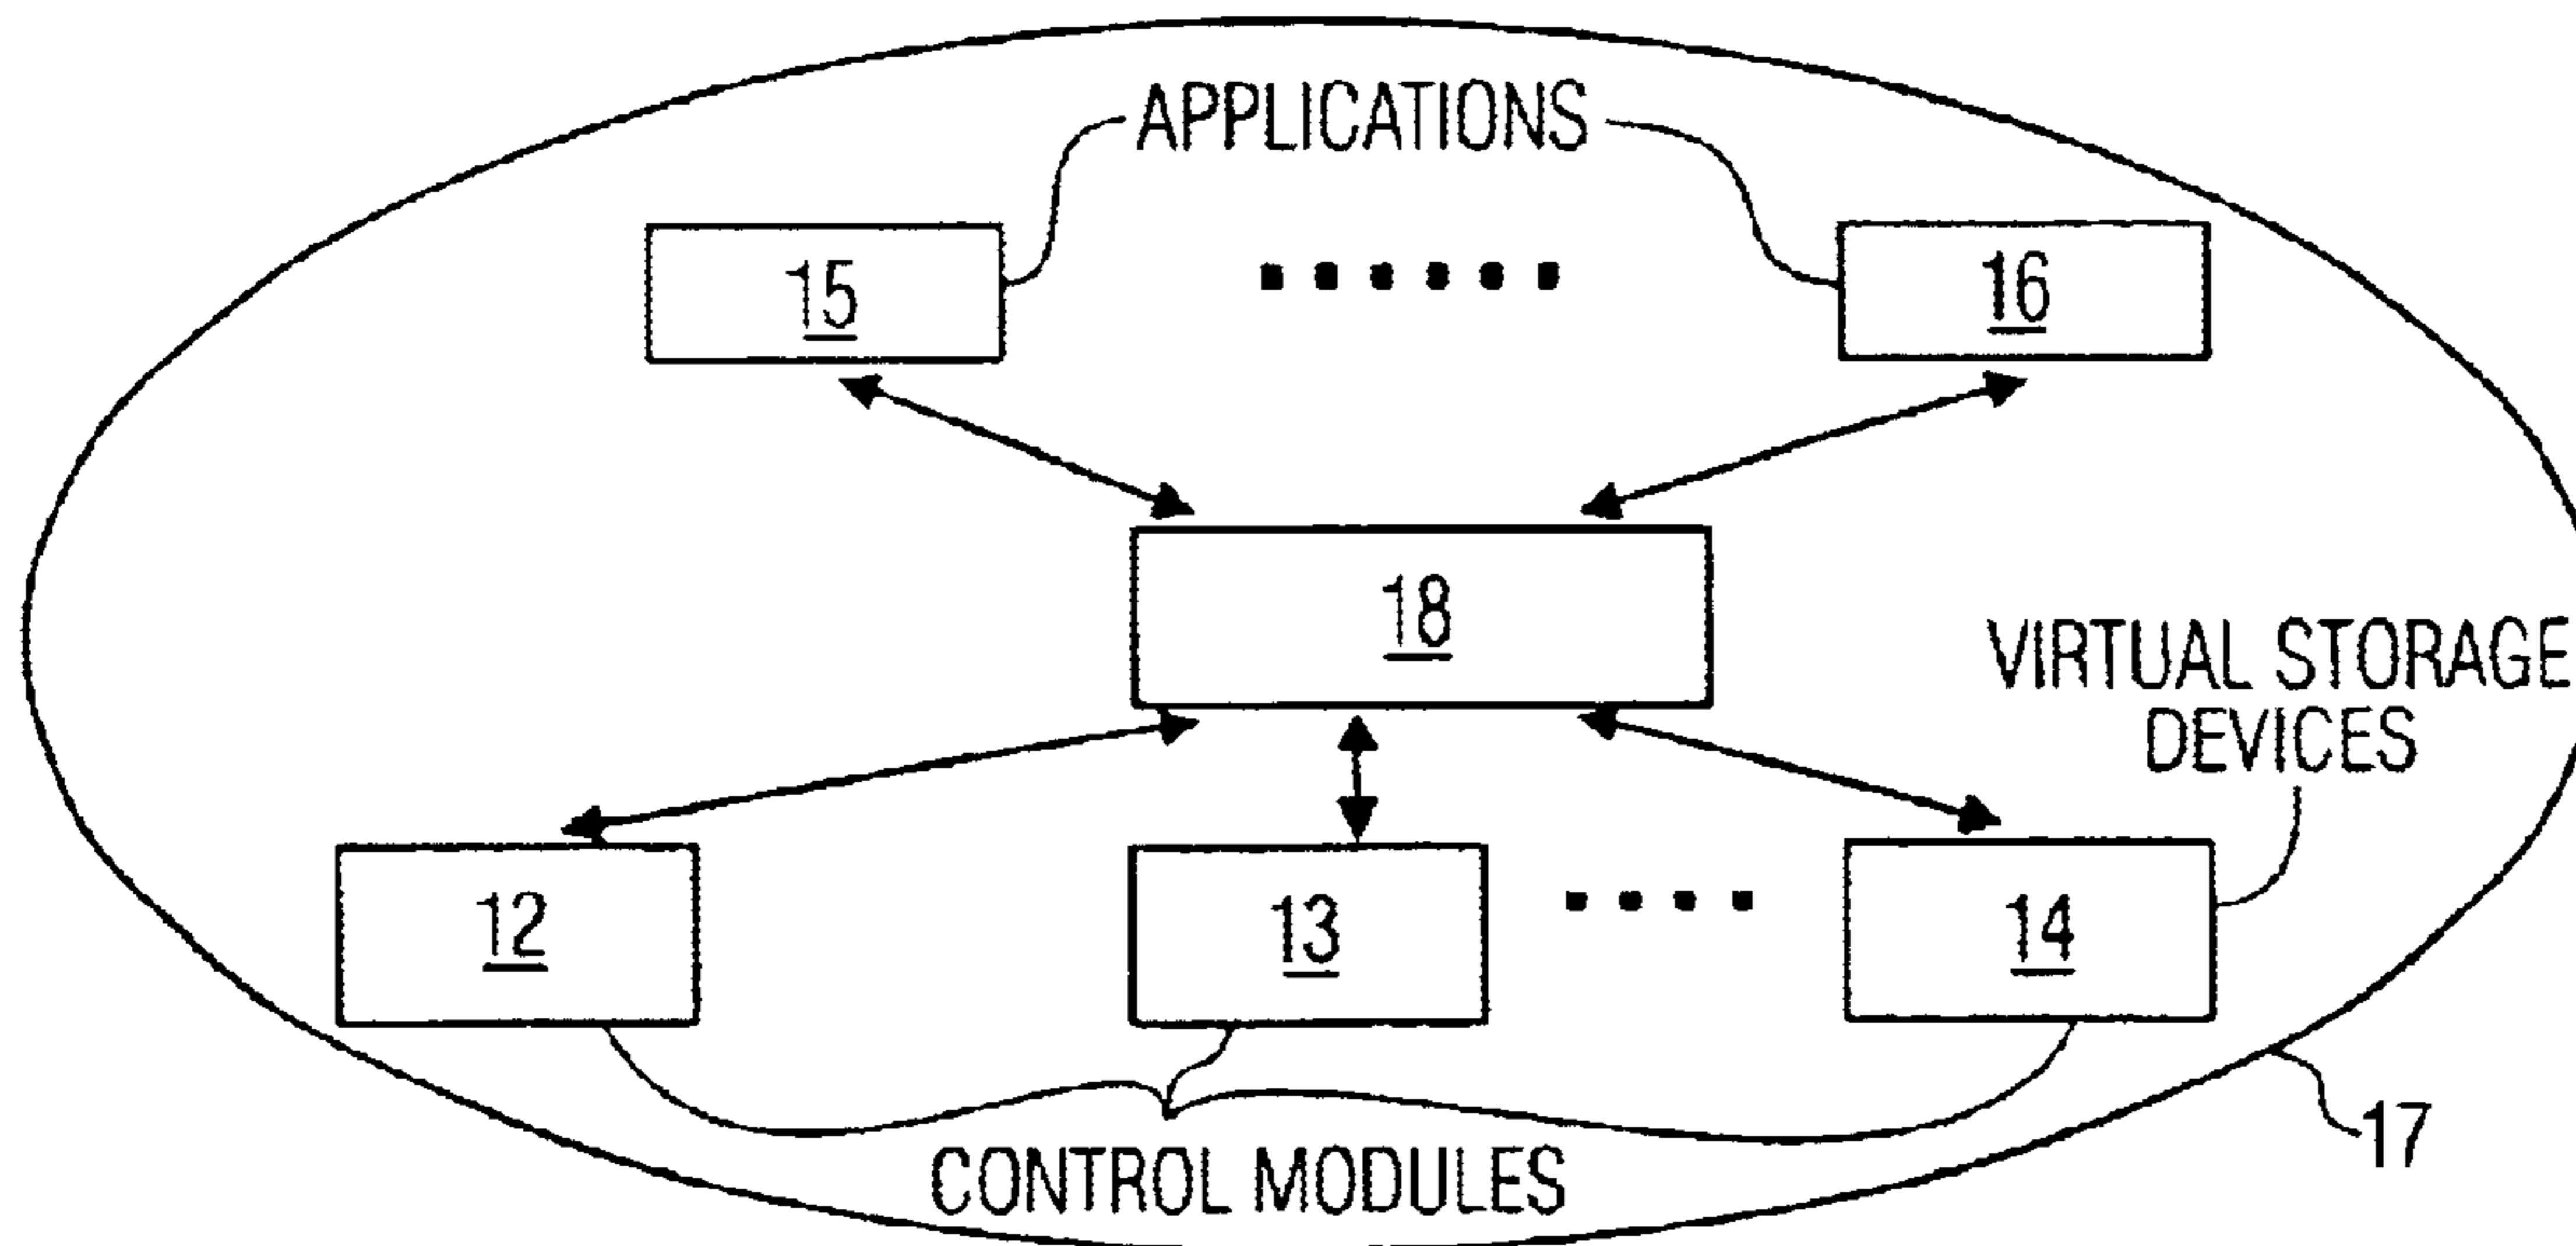 APPLICATIONS
15
16
18
VIRTUAL STORAGE
DEVICES
12
13
14
17
CONTROL MODULES